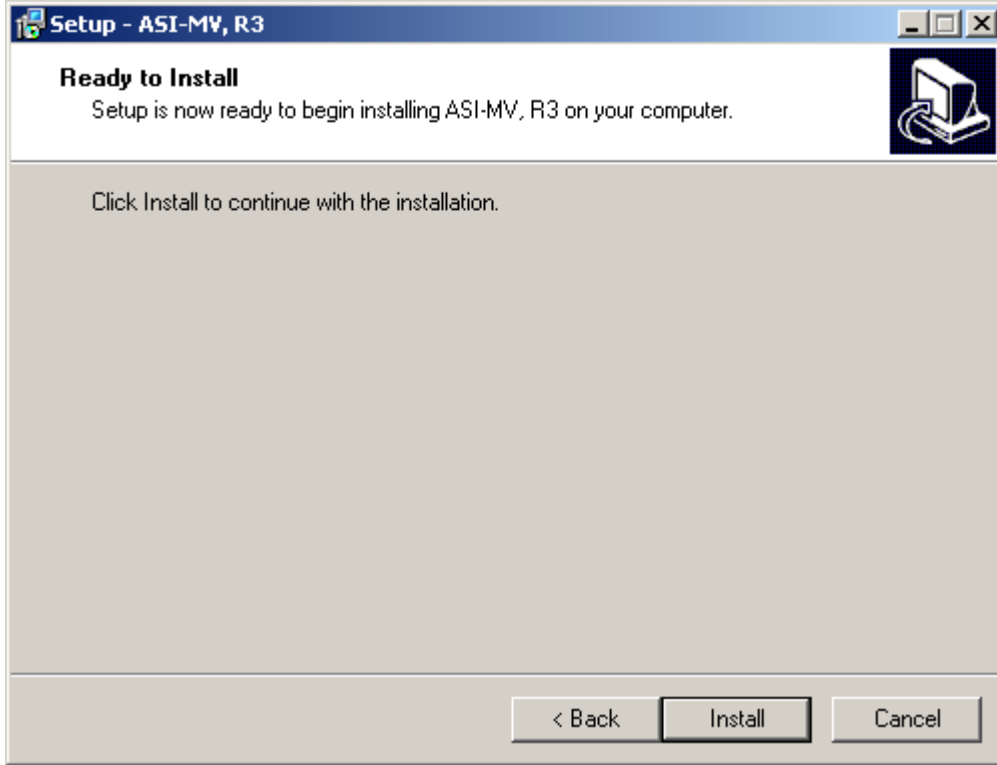 Setup - ASI-MV, R3
Ready to Install
Setup is now ready to begin installing ASI-MV, R3 on your computer.
Click Install to continue with the installation.
< Back
Install
Cancel